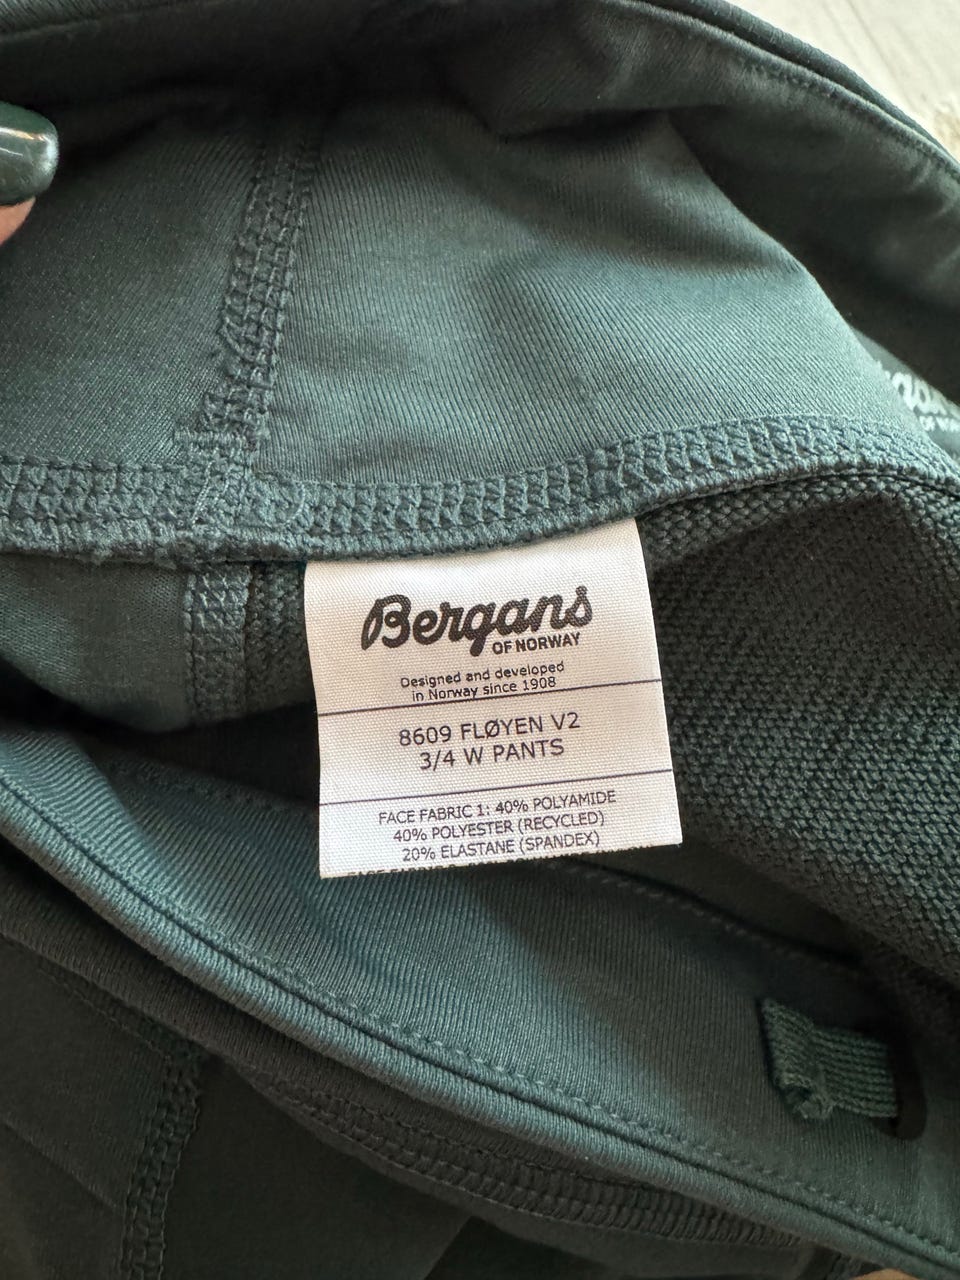 Bergans
OF NORWAY
Designed and developed
in Norway since 1908
8609 FLØYEN V2
3/4 W PANTS
FACE FABRIC 1: 40% POLYAMIDE
40% POLYESTER (RECYCLED)
20% ELASTANE (SPANDEX)